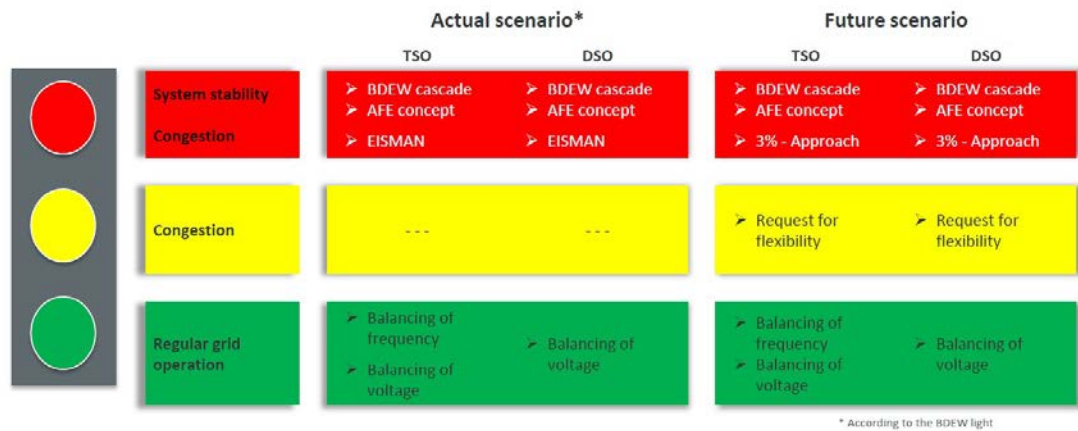 Actual scenario*
Future scenario
TSO
DSO
TSO
DSO
System stability
Congestion
➤ BDEW cascade
➤ AFE concept
➤ EISMAN
➤ BDEW cascade
➤ AFE concept
➤ EISMAN
➤ BDEW cascade
➤ AFE concept
➤ 3% - Approach
➤ BDEW cascade
➤ AFE concept
➤ 3% - Approach
Congestion
- - -
- - -
➤ Request for
flexibility
➤ Request for
flexibility
Regular grid
operation
➤ Balancing of
frequency
➤ Balancing of
voltage
➤ Balancing of
voltage
➤ Balancing of
frequency
➤ Balancing of
voltage
➤ Balancing of
voltage
* According to the BDEW light